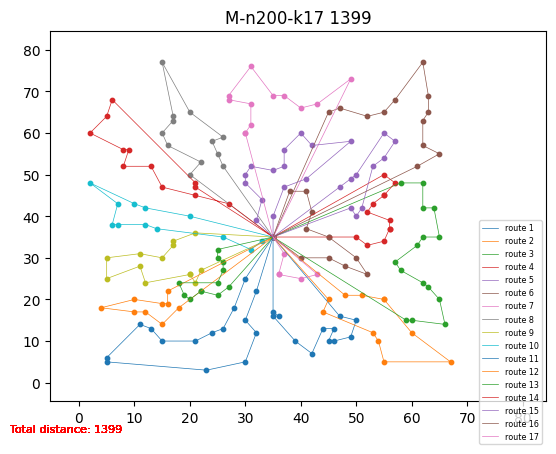 M-n200-k17 1399
80
70
60
50
40
30
20
10
0
0 10 20 30 40 50 60 70 80
route 1
route 2
route 3
route 4
route 5
route 6
route 7
route 8
route 9
route 10
route 11
route 12
route 13
route 14
route 15
route 16
route 17
Total distance: 1399